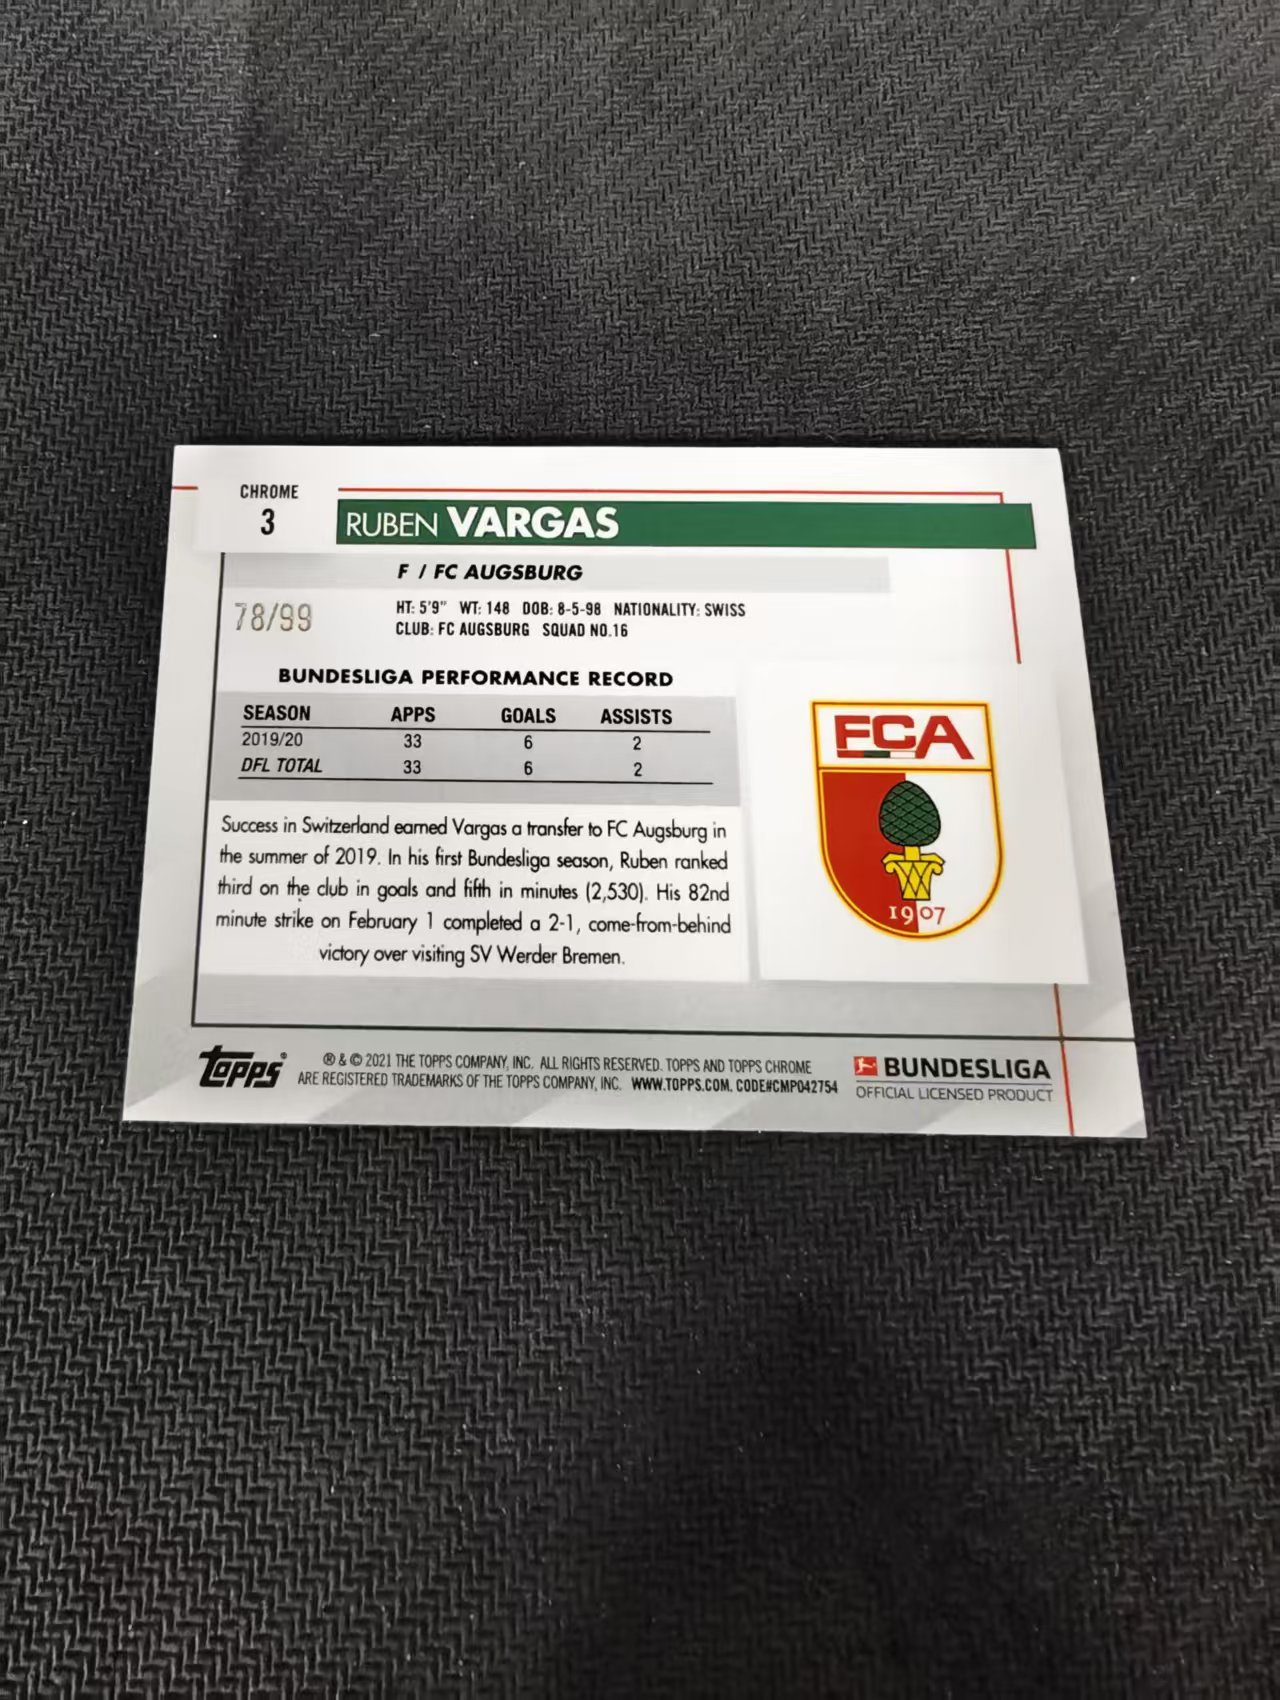 CHROME
3
RUBEN VARGAS
F / FC AUGSBURG
78/99
HT: 5'9" WT: 148 DOB: 8-5-98 NATIONALITY: SWISS
CLUB: FC AUGSBURG SQUAD NO.16
BUNDESLIGA PERFORMANCE RECORD
SEASON APPS GOALS ASSISTS
2019/20 33 6 2
DFL TOTAL 33 6 2
FCA
1907
Success in Switzerland earned Vargas a transfer to FC Augsburg in
the summer of 2019. In his first Bundesliga season, Ruben ranked
third on the club in goals and fifth in minutes (2,530). His 82nd
minute strike on February 1 completed a 2-1, come-from-behind
victory over visiting SV Werder Bremen.
topps®
® & © 2021 THE TOPPS COMPANY, INC. ALL RIGHTS RESERVED. TOPPS AND TOPPS CHROME
ARE REGISTERED TRADEMARKS OF THE TOPPS COMPANY, INC. WWW.TOPPS.COM. CODE#CMP042754
BUNDESLIGA
OFFICIAL LICENSED PRODUCT